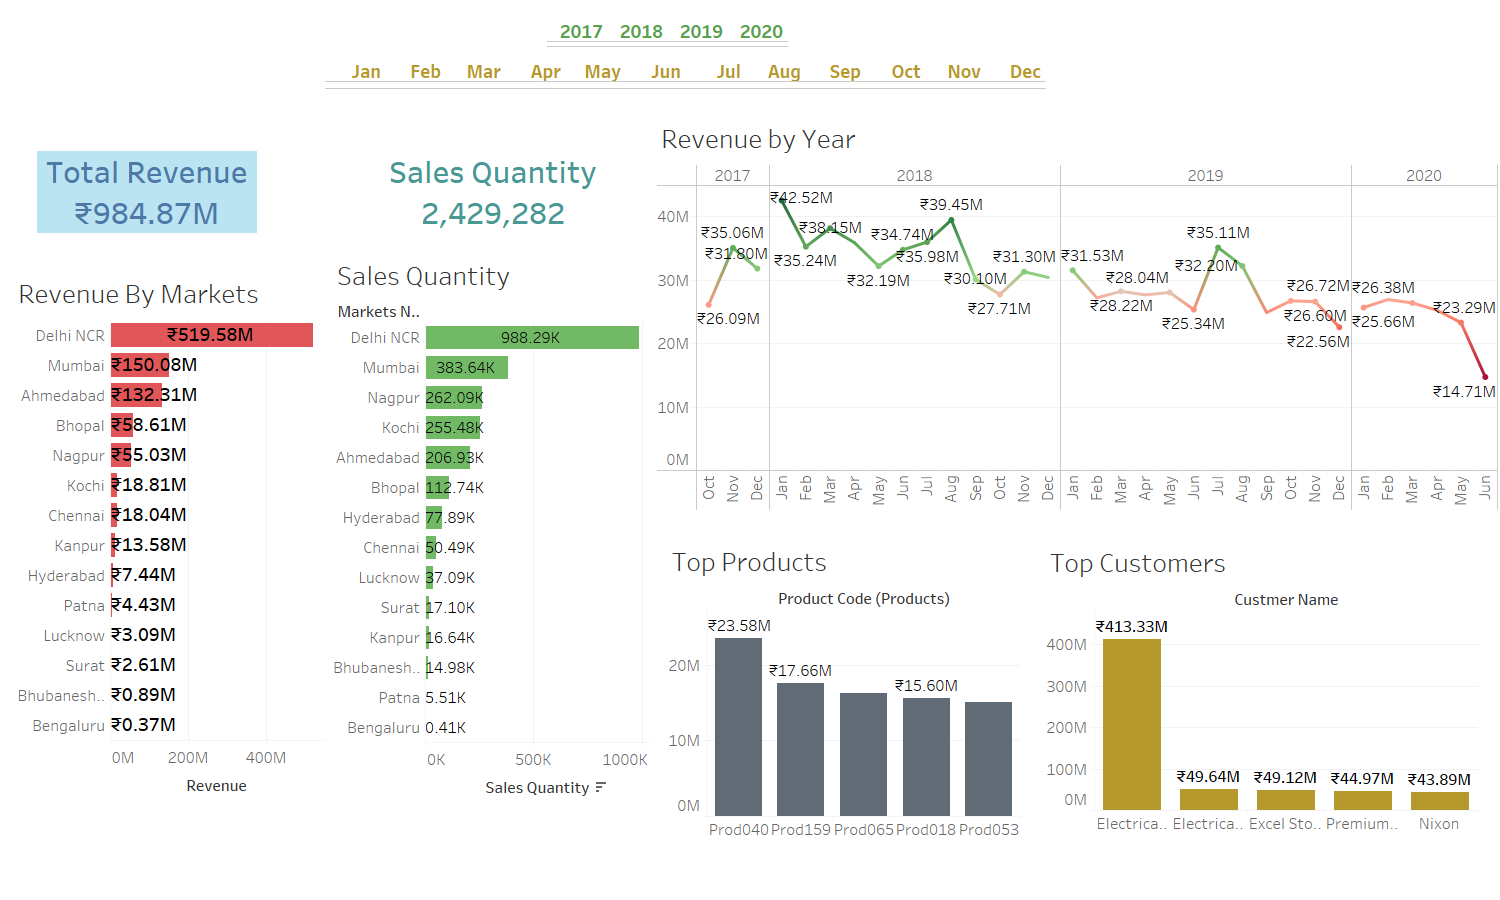 2017 2018 2019 2020
Jan Feb Mar Apr May Jun Jul Aug Sep Oct Nov Dec
Total Revenue
₹984.87M
Sales Quantity
2,429,282
Revenue By Markets
Delhi NCR ₹519.58M
Mumbai ₹150.08M
Ahmedabad ₹132.31M
Bhopal ₹58.61M
Nagpur ₹55.03M
Kochi ₹18.81M
Chennai ₹18.04M
Kanpur ₹13.58M
Hyderabad ₹7.44M
Patna ₹4.43M
Lucknow ₹3.09M
Surat ₹2.61M
Bhubanesh.. ₹0.89M
Bengaluru ₹0.37M
0M 200M 400M
Revenue
Sales Quantity
Markets N..
Delhi NCR 988.29K
Mumbai 383.64K
Nagpur 262.09K
Kochi 255.48K
Ahmedabad 206.93K
Bhopal 112.74K
Hyderabad 77.89K
Chennai 50.49K
Lucknow 37.09K
Surat 17.10K
Kanpur 16.64K
Bhubanesh.. 14.98K
Patna 5.51K
Bengaluru 0.41K
0K 500K 1000K
Sales Quantity
Revenue by Year
2017 2018 2019 2020
40M
30M
20M
10M
0M
₹26.09M
₹35.06M
₹31.80M
₹42.52M
₹35.24M
₹38.15M
₹32.19M
₹34.74M
₹35.98M
₹39.45M
₹30.10M
₹27.71M
₹31.30M
₹31.53M
₹28.22M
₹28.04M
₹25.34M
₹35.11M
₹32.20M
₹26.72M
₹26.60M
₹22.56M
₹25.66M
₹26.38M
₹23.29M
₹14.71M
Oct Nov Dec Jan Feb Mar Apr May Jun Jul Aug Sep Oct Nov Dec Jan Feb Mar Apr May Jun Jul Aug Sep Oct Nov Dec Jan Feb Mar Apr May Jun
Top Products
Product Code (Products)
₹23.58M ₹17.66M ₹15.60M
20M
10M
0M
Prod040 Prod159 Prod065 Prod018 Prod053
Top Customers
Custmer Name
₹413.33M ₹49.64M ₹49.12M ₹44.97M ₹43.89M
400M
300M
200M
100M
0M
Electrica.. Electrica.. Excel Sto.. Premium.. Nixon